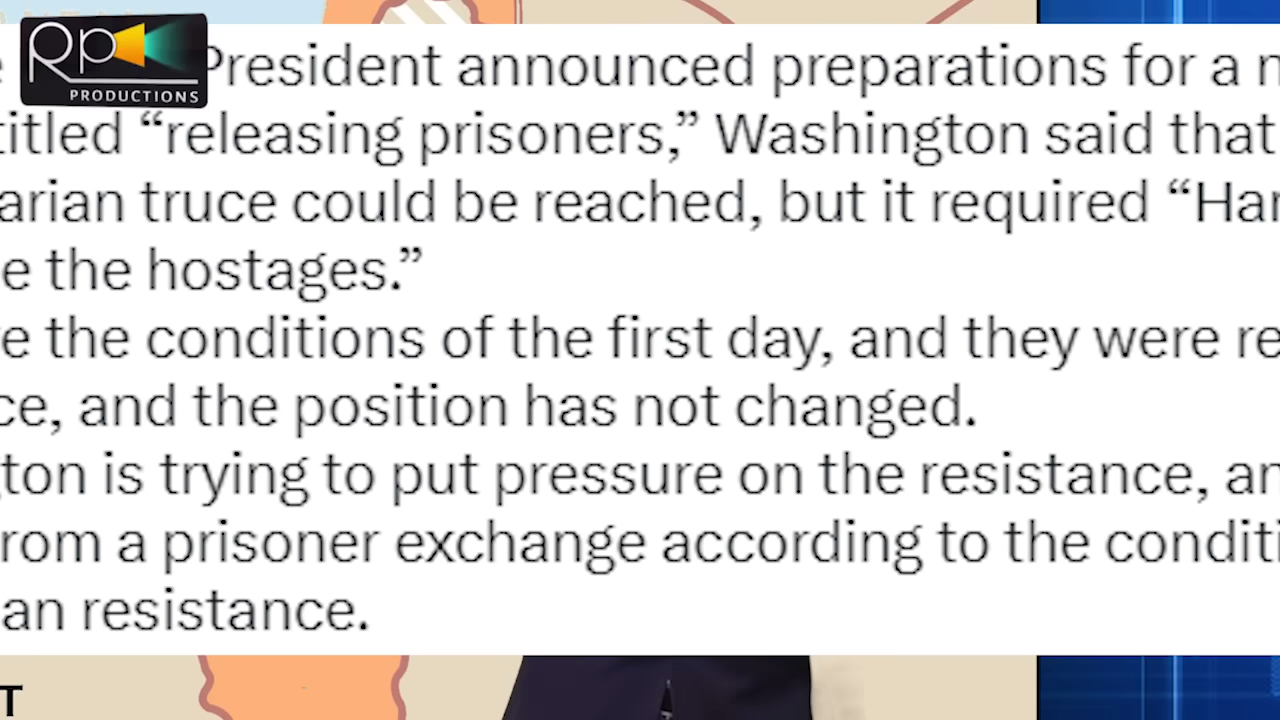 Rp
PRODUCTIONS
President announced preparations for a
titled “releasing prisoners,” Washington said that
arian truce could be reached, but it required “Har
e the hostages.”
e the conditions of the first day, and they were re
ce, and the position has not changed.
ton is trying to put pressure on the resistance, an
rom a prisoner exchange according to the conditi
an resistance.
T